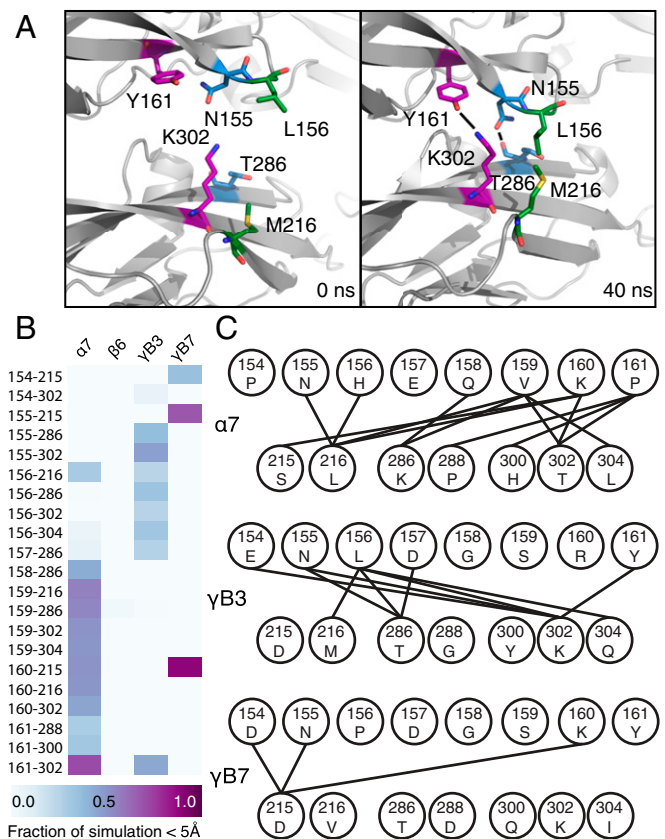 A
Y161
N155
L156
K302
T286
M216
0 ns
Y161
N155
L156
K302
T286
M216
40 ns
B
α7 β6 γB3 γB7
154-215
154-302
155-215
155-286
155-302
156-216
156-286
156-302
156-304
157-286
158-286
159-216
159-286
159-302
159-304
160-215
160-216
160-302
161-288
161-300
161-302
0.0 0.5 1.0
Fraction of simulation < 5Å
C
α7
154 P 155 N 156 H 157 E 158 Q 159 V 160 K 161 P
215 S 216 L 286 K 288 P 300 H 302 T 304 L
γB3
154 E 155 N 156 L 157 D 158 G 159 S 160 R 161 Y
215 D 216 M 286 T 288 G 300 Y 302 K 304 Q
γB7
154 D 155 N 156 P 157 D 158 G 159 S 160 K 161 Y
215 D 216 V 286 T 288 D 300 Q 302 K 304 I